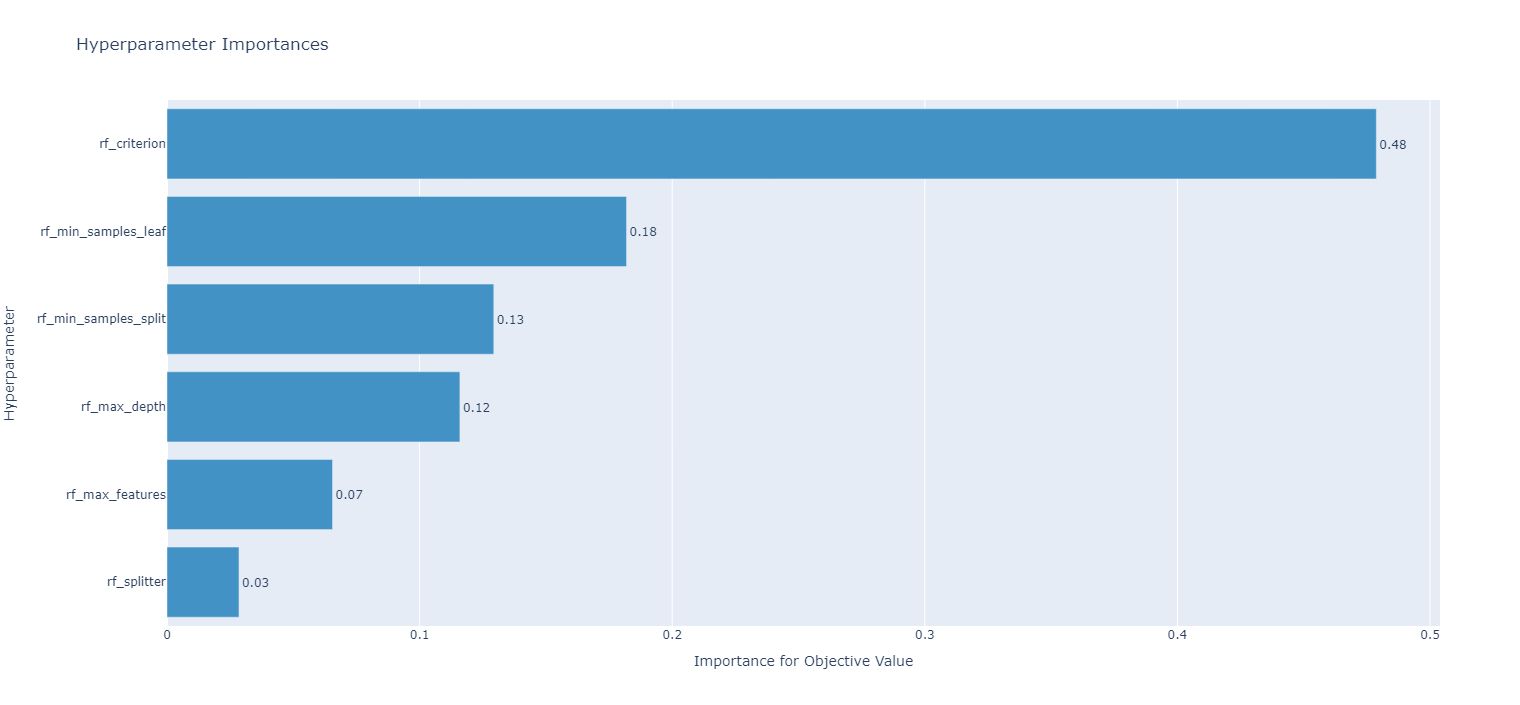 Hyperparameter Importances
Hyperparameter
rf_criterion
0.48
rf_min_samples_leaf
0.18
rf_min_samples_split
0.13
rf_max_depth
0.12
rf_max_features
0.07
rf_splitter
0.03
0 0.1 0.2 0.3 0.4 0.5
Importance for Objective Value